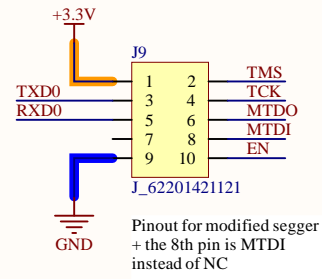 +3.3V
J9
1 2 TMS
TXD0 3 4 TCK
RXD0 5 6 MTDO
7 8 MTDI
9 10 EN
J_62201421121
GND
Pinout for modified segger
+ the 8th pin is MTDI
instead of NC